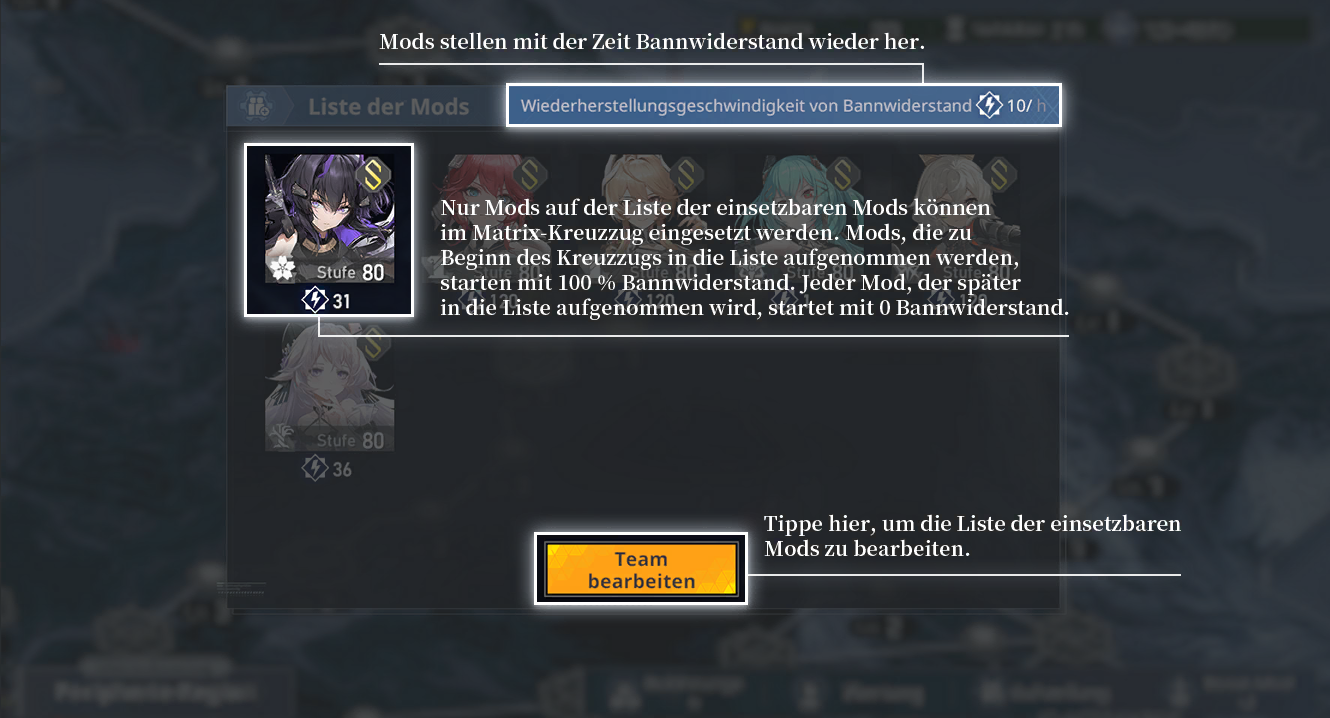 Mods stellen mit der Zeit Bannwiderstand wieder her.
Liste der Mods
Wiederherstellungsgeschwindigkeit von Bannwiderstand 10/ h
Nur Mods auf der Liste der einsetzbaren Mods können
im Matrix-Kreuzzug eingesetzt werden. Mods, die zu
Beginn des Kreuzzugs in die Liste aufgenommen werden,
starten mit 100 % Bannwiderstand. Jeder Mod, der später
in die Liste aufgenommen wird, startet mit 0 Bannwiderstand.
Stufe 80
31
Stufe 80
36
Tippe hier, um die Liste der einsetzbaren
Mods zu bearbeiten.
Team
bearbeiten